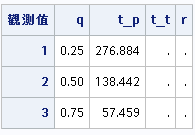 觀測值 q t_p t_t r
1 0.25 276.884 . .
2 0.50 138.442 . .
3 0.75 57.459 . .